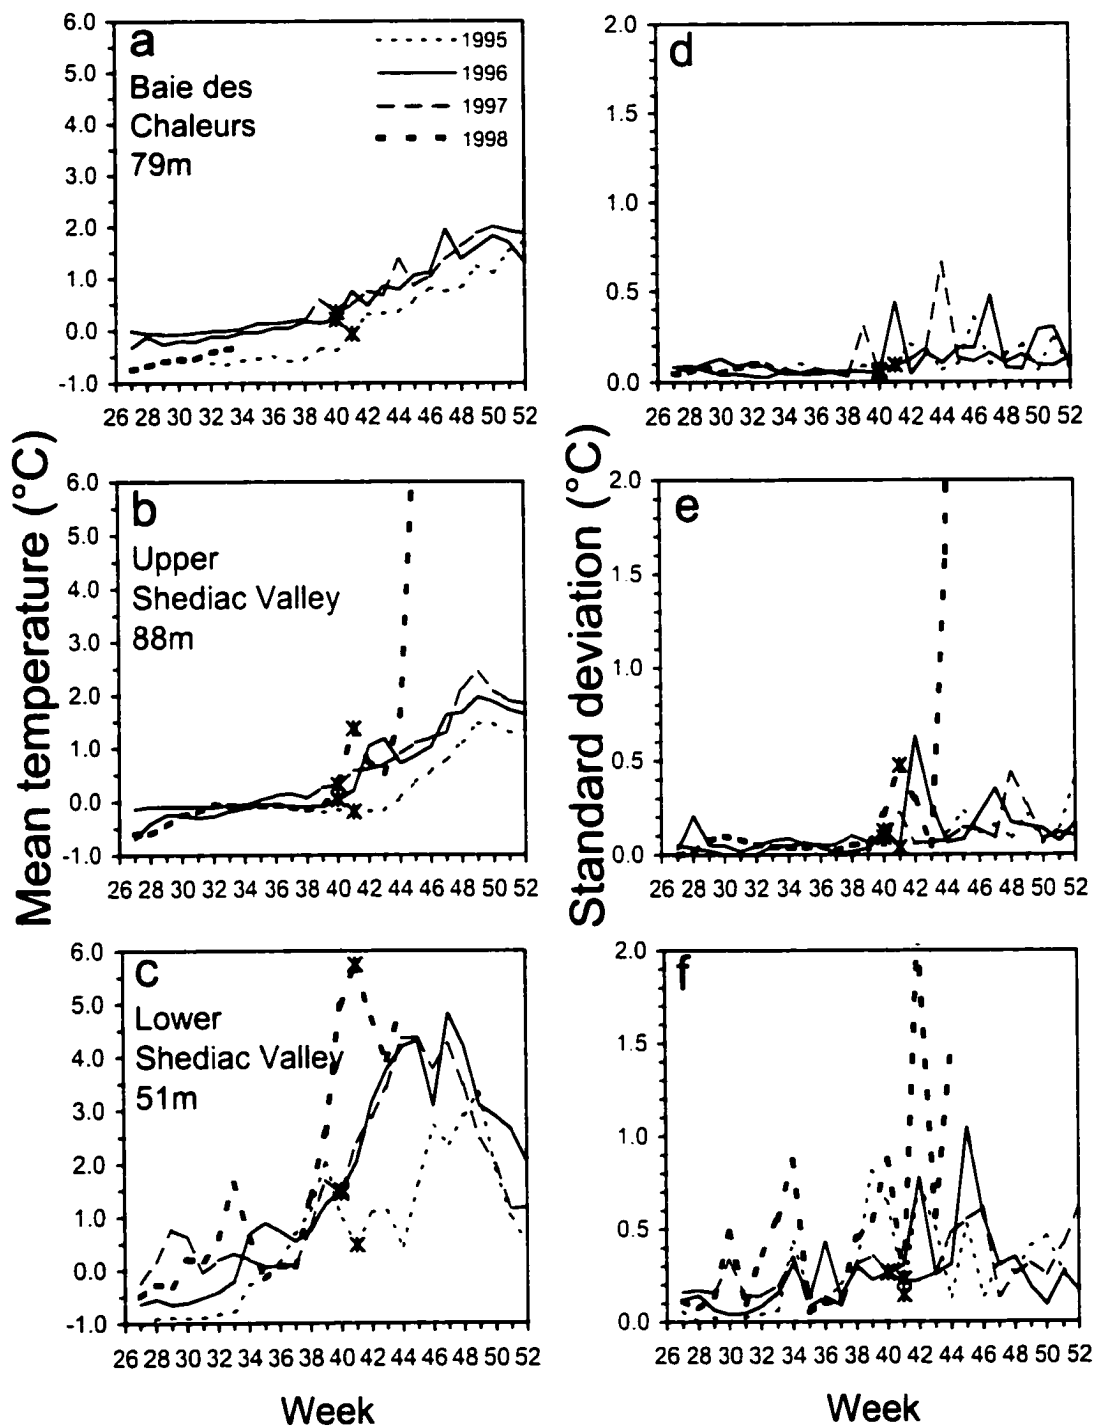 a
Baie des
Chaleurs
79m
1995
1996
1997
1998
6.0
5.0
4.0
3.0
2.0
1.0
0.0
-1.0
26 28 30 32 34 36 38 40 42 44 46 48 50 52
d
2.0
1.5
1.0
0.5
0.0
26 28 30 32 34 36 38 40 42 44 46 48 50 52
Mean temperature (°C)
b
Upper
Shediac Valley
88m
6.0
5.0
4.0
3.0
2.0
1.0
0.0
-1.0
26 28 30 32 34 36 38 40 42 44 46 48 50 52
Standard deviation (°C)
e
2.0
1.5
1.0
0.5
0.0
26 28 30 32 34 36 38 40 42 44 46 48 50 52
c
Lower
Shediac Valley
51m
6.0
5.0
4.0
3.0
2.0
1.0
0.0
-1.0
26 28 30 32 34 36 38 40 42 44 46 48 50 52
Week
f
2.0
1.5
1.0
0.5
0.0
26 28 30 32 34 36 38 40 42 44 46 48 50 52
Week